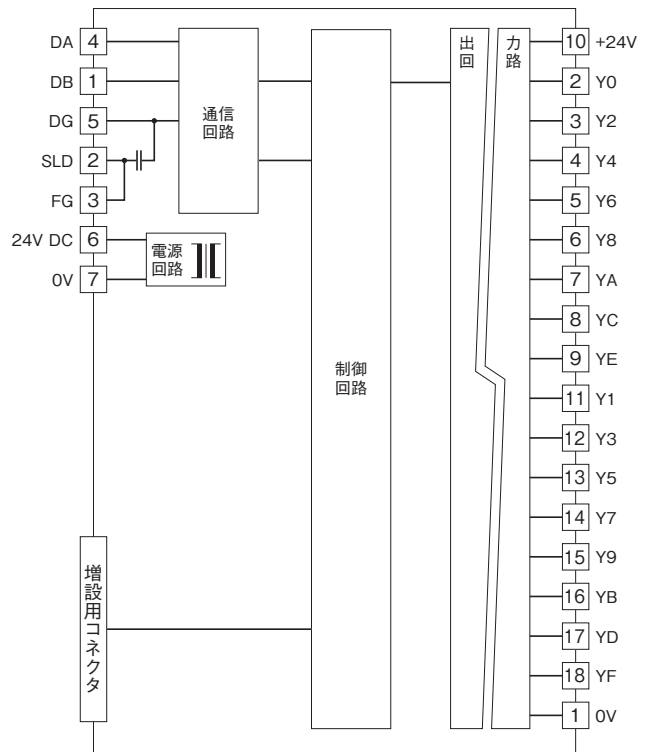 DA 4
DB 1
DG 5
SLD 2
FG 3
24V DC 6
0V 7
通信
回路
電源
回路
増設用コネクタ
制御
回路
出力
回路
10 +24V
2 Y0
3 Y2
4 Y4
5 Y6
6 Y8
7 YA
8 YC
9 YE
11 Y1
12 Y3
13 Y5
14 Y7
15 Y9
16 YB
17 YD
18 YF
1 0V